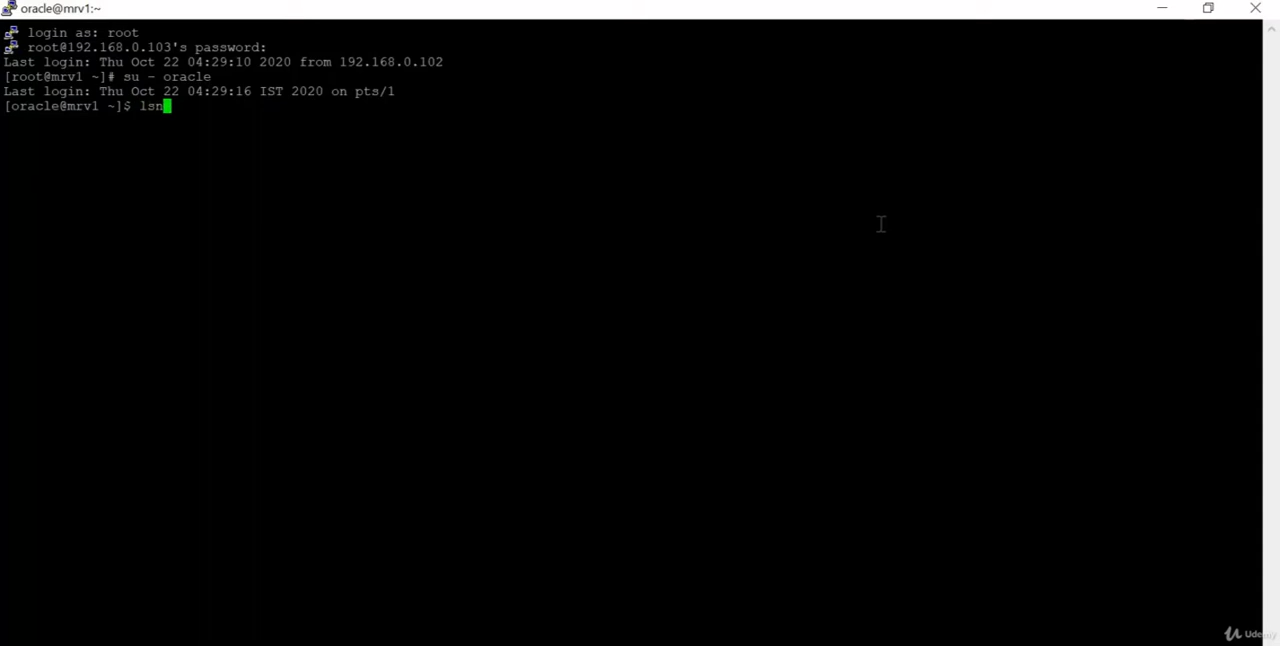 oracle@mrv1:~
login as: root
root@192.168.0.103's password:
Last login: Thu Oct 22 04:29:10 2020 from 192.168.0.102
[root@mrv1 ~]# su - oracle
Last login: Thu Oct 22 04:29:16 IST 2020 on pts/1
[oracle@mrv1 ~]$ lsn
Udemy